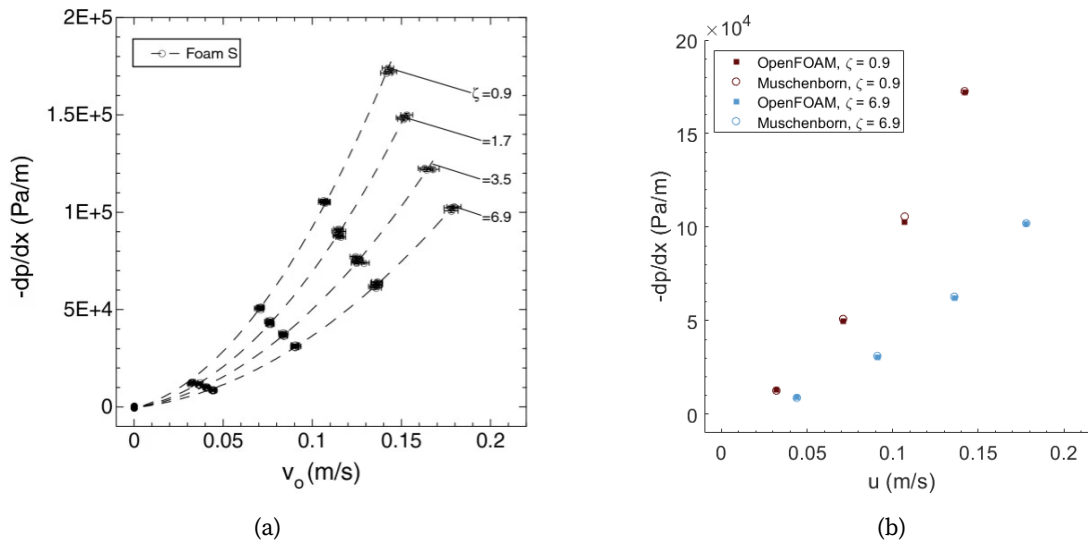 2E+5
1.5E+5
1E+5
5E+4
0
-dp/dx (Pa/m)
Foam S
ζ=0.9
=1.7
=3.5
=6.9
0
0.05
0.1
0.15
0.2
v_o (m/s)
(a)
×10^4
20
15
10
5
0
-dp/dx (Pa/m)
OpenFOAM, ζ = 0.9
Muschenborn, ζ = 0.9
OpenFOAM, ζ = 6.9
Muschenborn, ζ = 6.9
0
0.05
0.1
0.15
0.2
u (m/s)
(b)